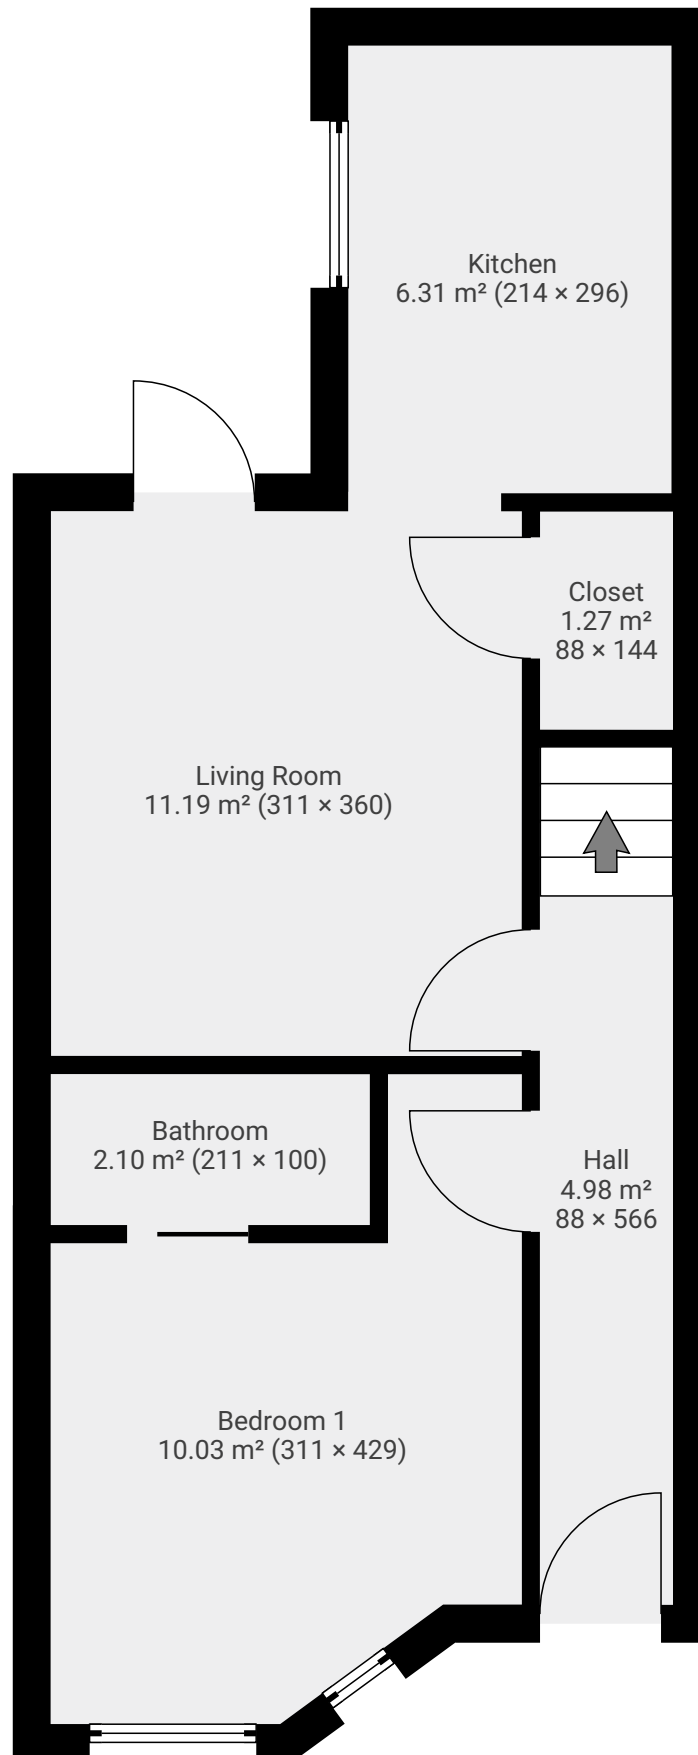 Kitchen
6.31 m² (214 × 296)
Closet
1.27 m²
88 × 144
Living Room
11.19 m² (311 × 360)
Bathroom
2.10 m² (211 × 100)
Hall
4.98 m²
88 × 566
Bedroom 1
10.03 m² (311 × 429)